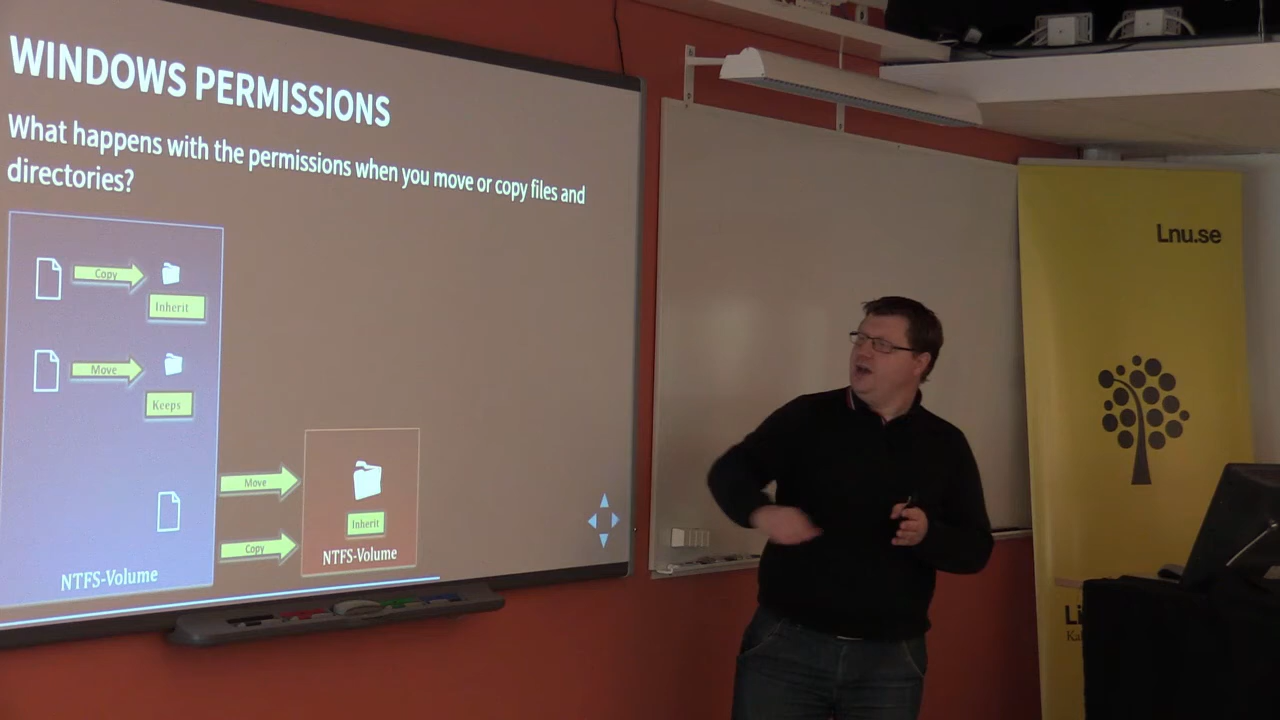 WINDOWS PERMISSIONS
What happens with the permissions when you move or copy files and
directories?
Copy
Inherit
Move
Keeps
Move
Inherit
Copy
NTFS-Volume
NTFS-Volume
Lnu.se